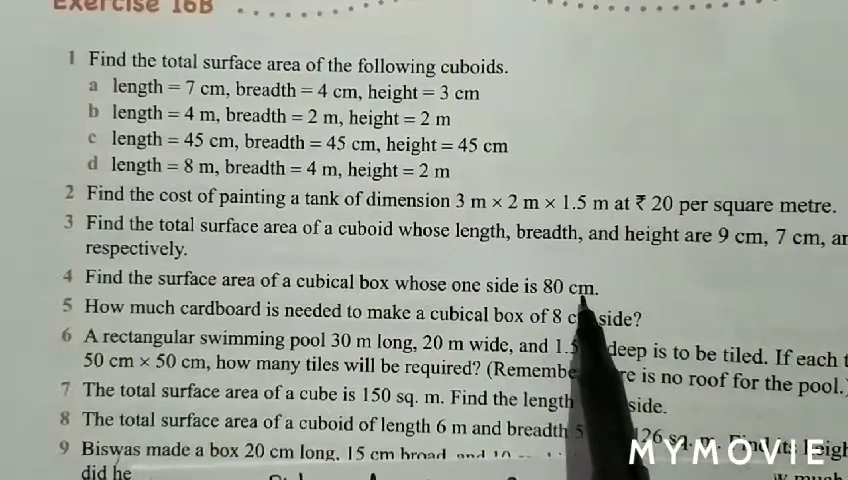 Exercise 16B
1 Find the total surface area of the following cuboids.
a length = 7 cm, breadth = 4 cm, height = 3 cm
b length = 4 m, breadth = 2 m, height = 2 m
c length = 45 cm, breadth = 45 cm, height = 45 cm
d length = 8 m, breadth = 4 m, height = 2 m
2 Find the cost of painting a tank of dimension 3 m × 2 m × 1.5 m at ₹ 20 per square metre.
3 Find the total surface area of a cuboid whose length, breadth, and height are 9 cm, 7 cm,
respectively.
4 Find the surface area of a cubical box whose one side is 80 cm.
5 How much cardboard is needed to make a cubical box of 8 side?
6 A rectangular swimming pool 30 m long, 20 m wide, and 1.5 deep is to be tiled. If each
50 cm × 50 cm, how many tiles will be required? (Remember is no roof for the pool.
7 The total surface area of a cube is 150 sq. m. Find the length side.
8 The total surface area of a cuboid of length 6 m and breadth 5 126 sq. m. Find its
9 Biswas made a box 20 cm long, 15 cm broad, and 10
did he
MYMOVIE